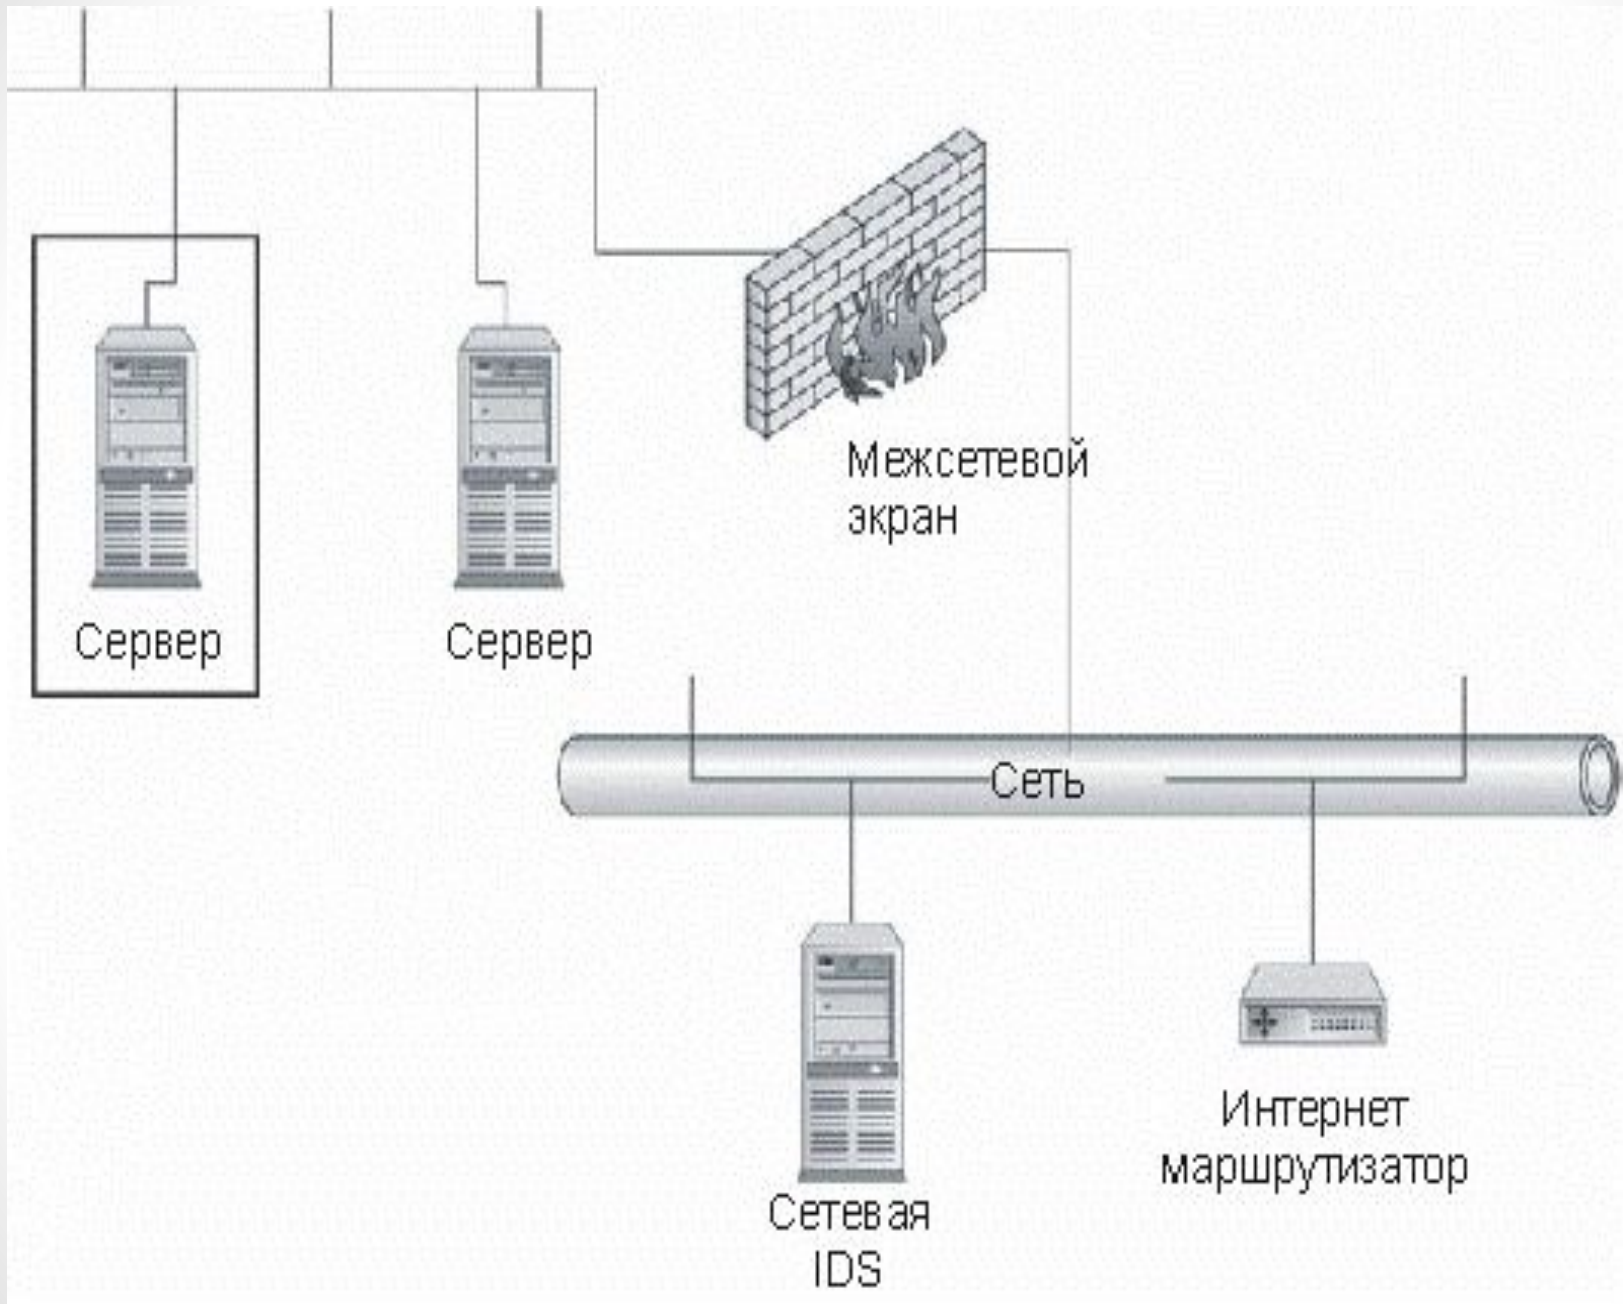 Межсетевой
экран
Сервер
Сервер
Сеть
Сетевая
IDS
Интернет
маршрутизатор